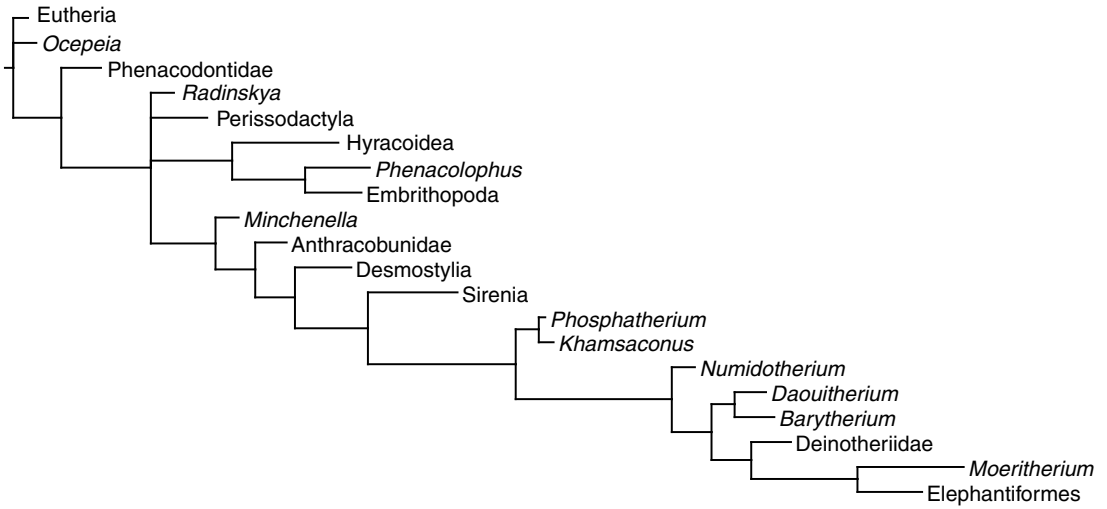 Eutheria
Ocepeia
Phenacodontidae
Radinskya
Perissodactyla
Hyracoidea
Phenacolophus
Embrithopoda
Minchenella
Anthracobunidae
Desmostylia
Sirenia
Phosphatherium
Khamsaconus
Numidotherium
Daouitherium
Barytherium
Deinotheriidae
Moeritherium
Elephantiformes